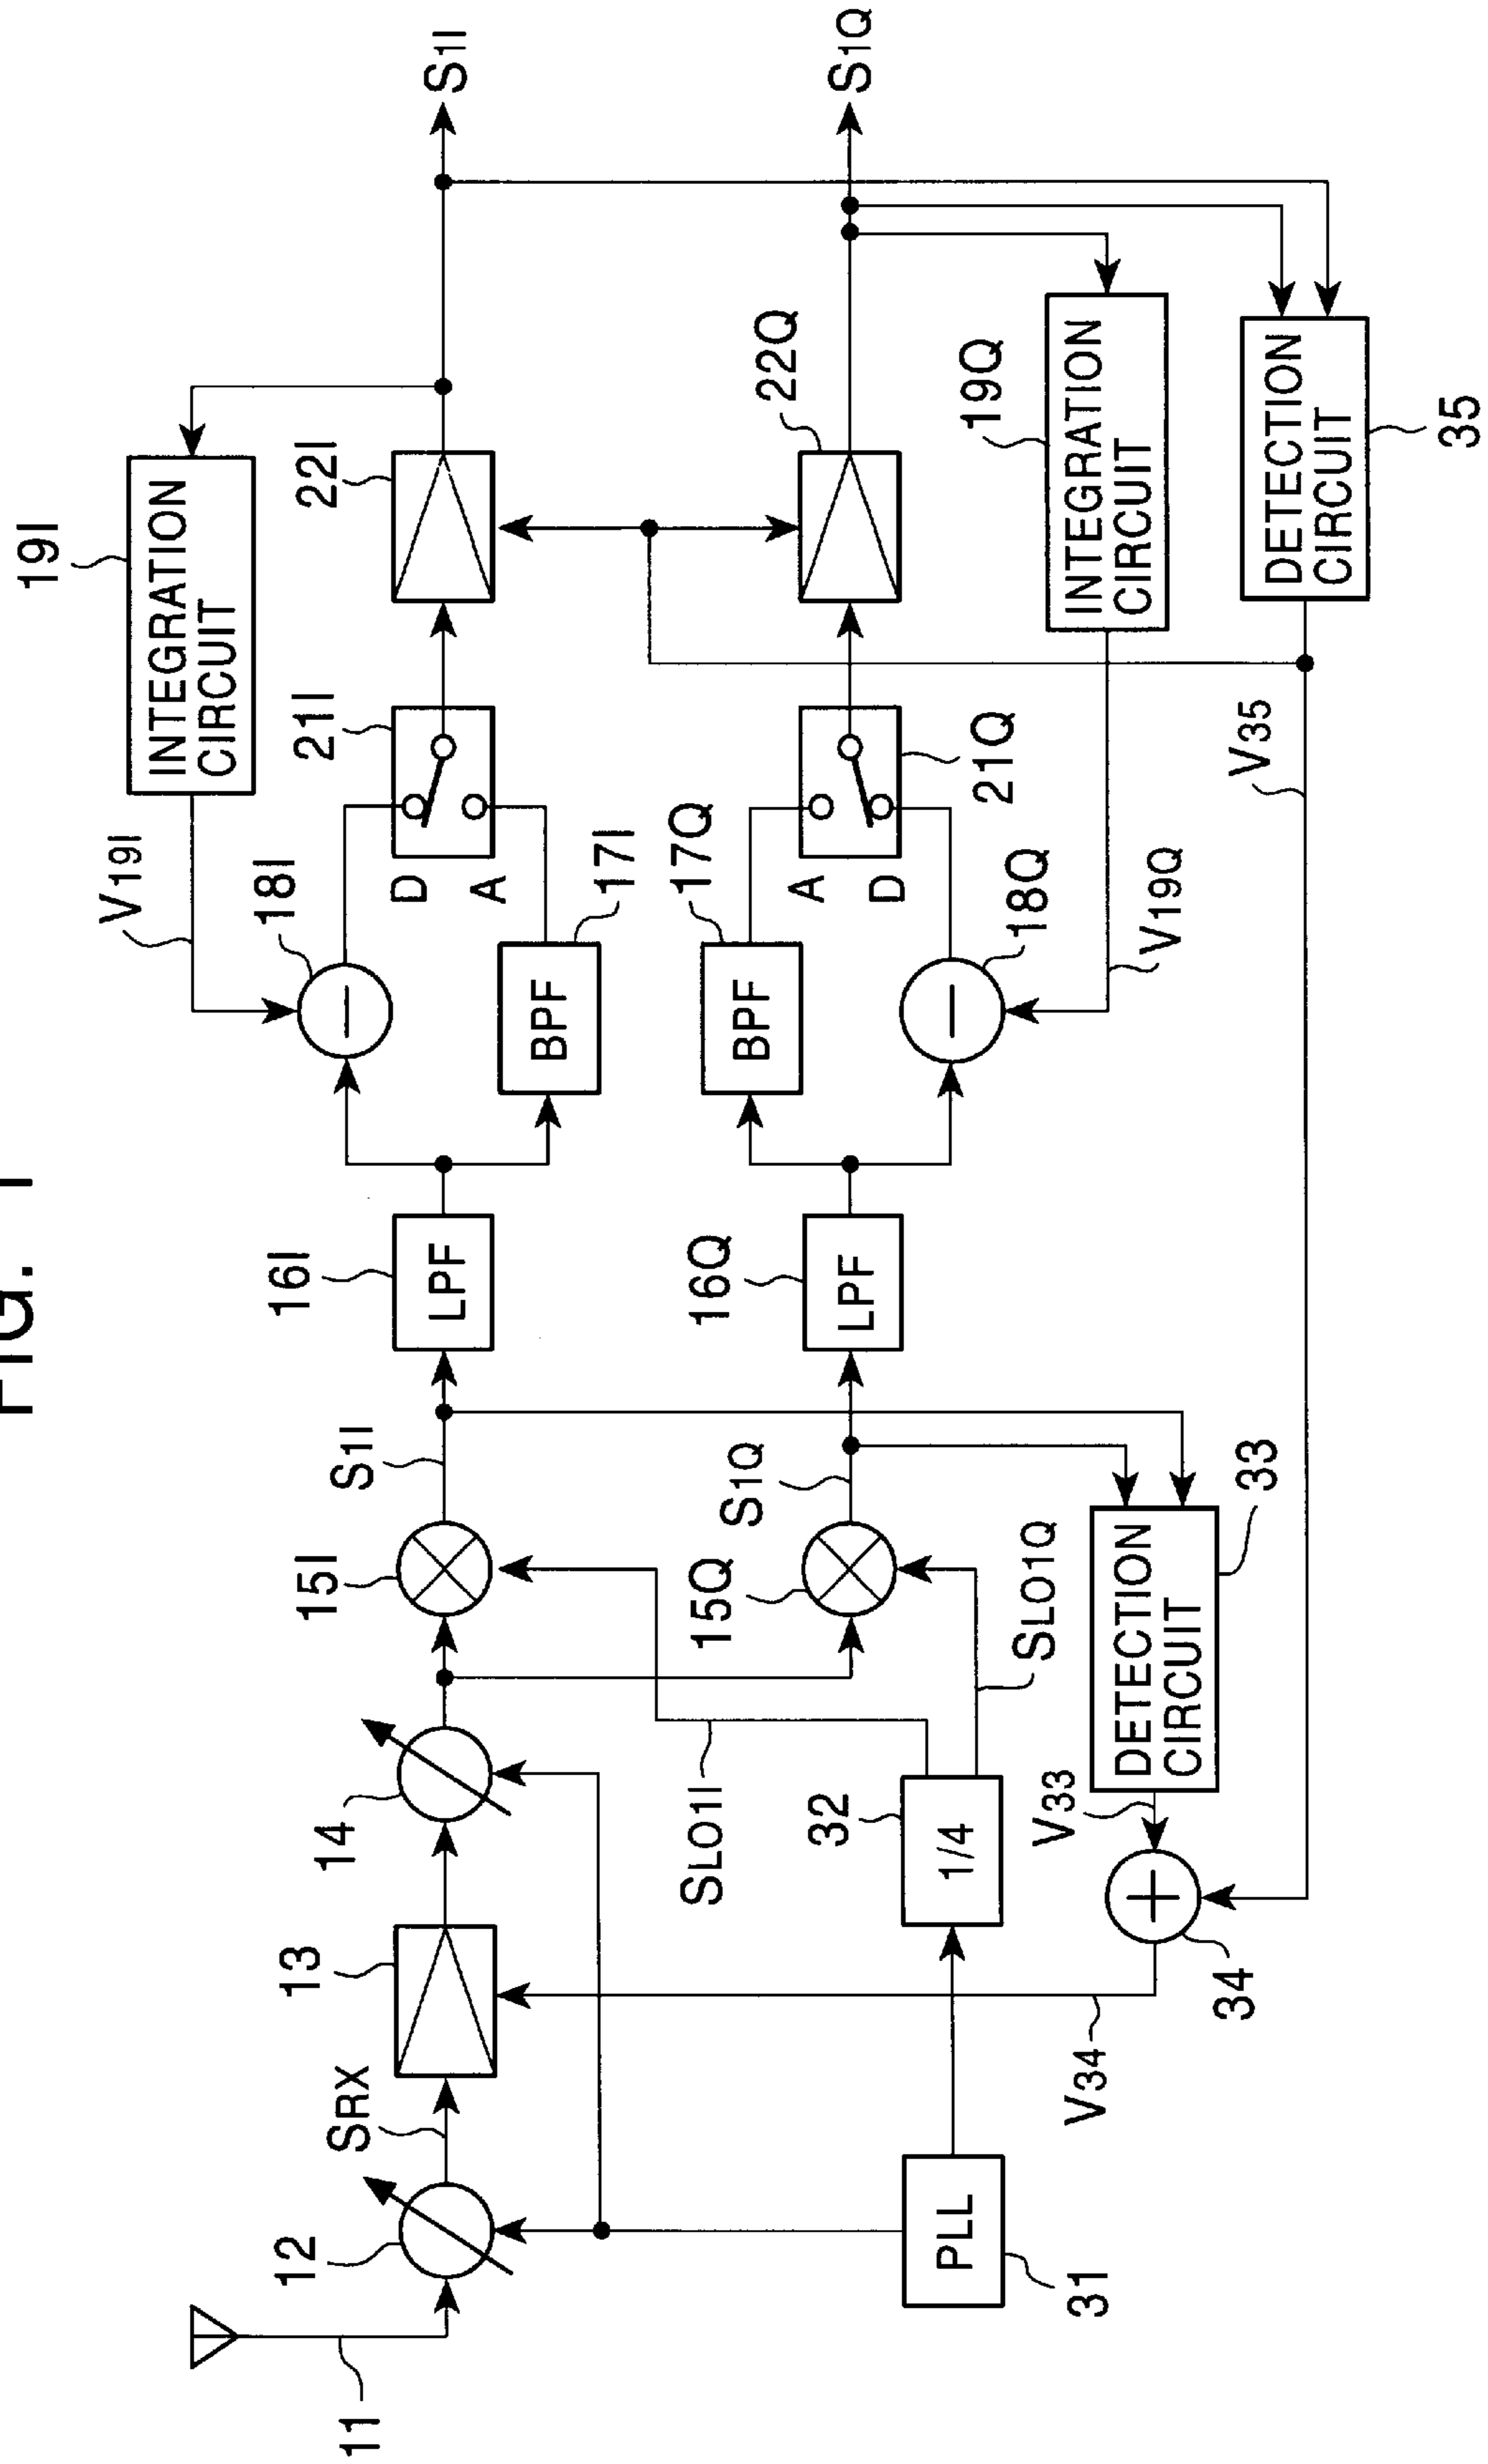 FIG. 1
19I
INTEGRATION
CIRCUIT
V19I
18I
21I
22I
D
A
17I
BPF
S1I
16I
LPF
S1I
15I
14
13
SRX
12
11
S1Q
22Q
17Q
BPF
A
D
21Q
18Q
16Q
LPF
S1Q
15Q
SLO1I
SLO1Q
32
1/4
PLL
31
19Q
INTEGRATION
CIRCUIT
V19Q
DETECTION
CIRCUIT
35
V35
DETECTION
CIRCUIT
33
V33
34
V34